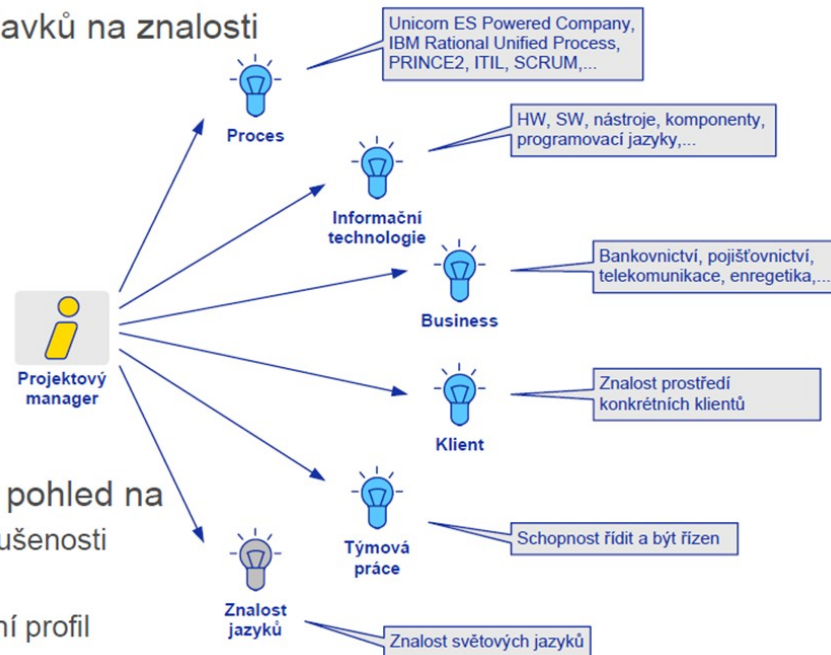 avků na znalosti
Unicorn ES Powered Company,
IBM Rational Unified Process,
PRINCE2, ITIL, SCRUM,...
Proces
HW, SW, nástroje, komponenty,
programovací jazyky,...
Informační
technologie
Bankovnictví, pojišťovnictví,
telekomunikace, enregetika,...
Business
Projektový
manager
Znalost prostředí
konkrétních klientů
Klient
pohled na
ušenosti
Týmová
práce
Schopnost řídit a být řízen
Znalost
jazyků
ní profil
Znalost světových jazyků